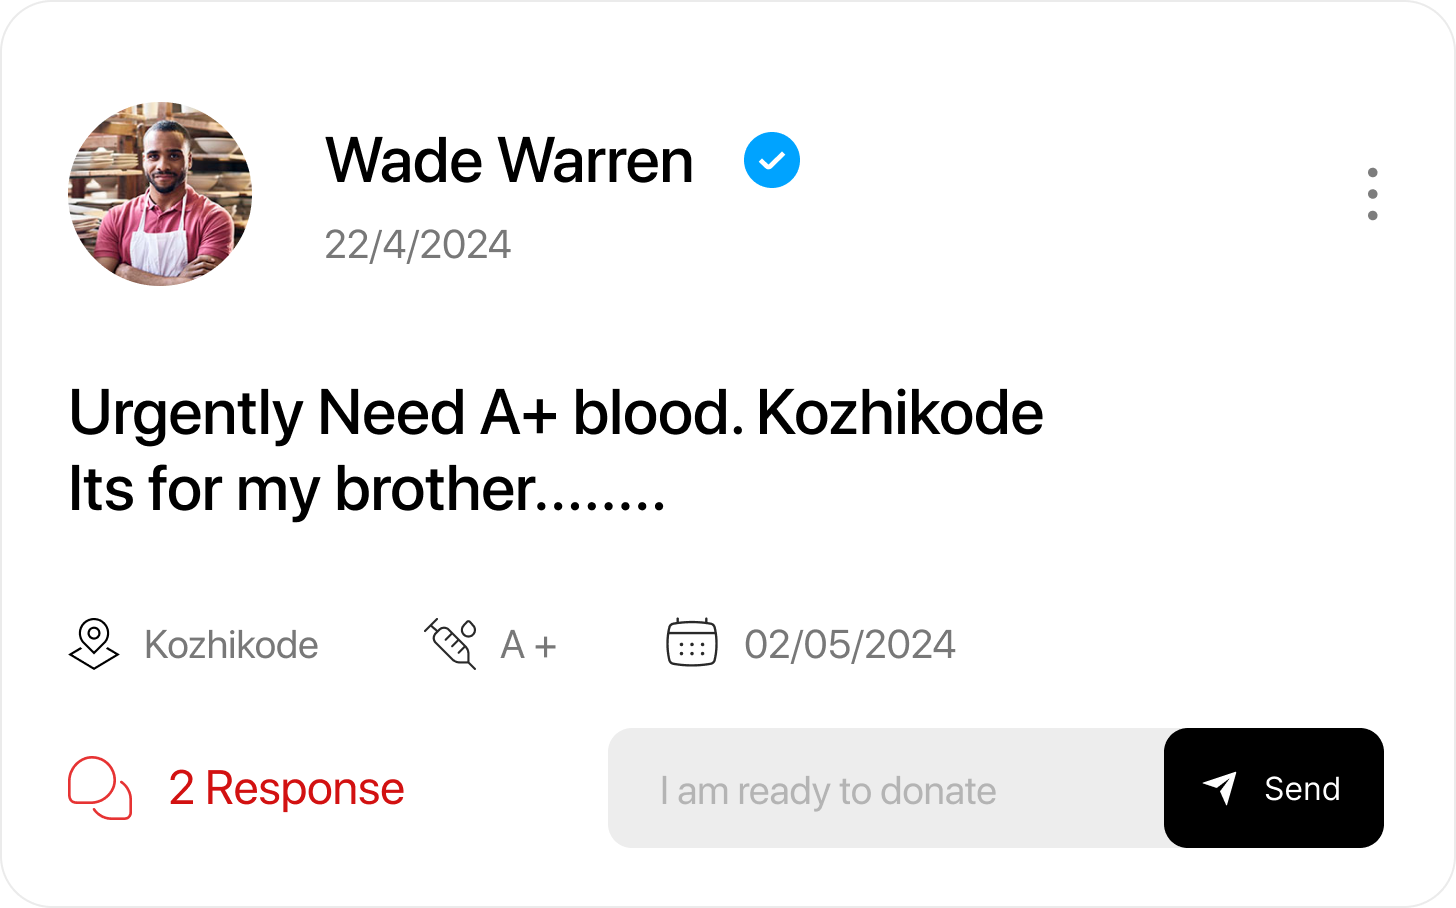 Wade Warren
22/4/2024
Urgently Need A+ blood. Kozhikode
Its for my brother........
Kozhikode
A +
02/05/2024
2 Response
I am ready to donate
Send